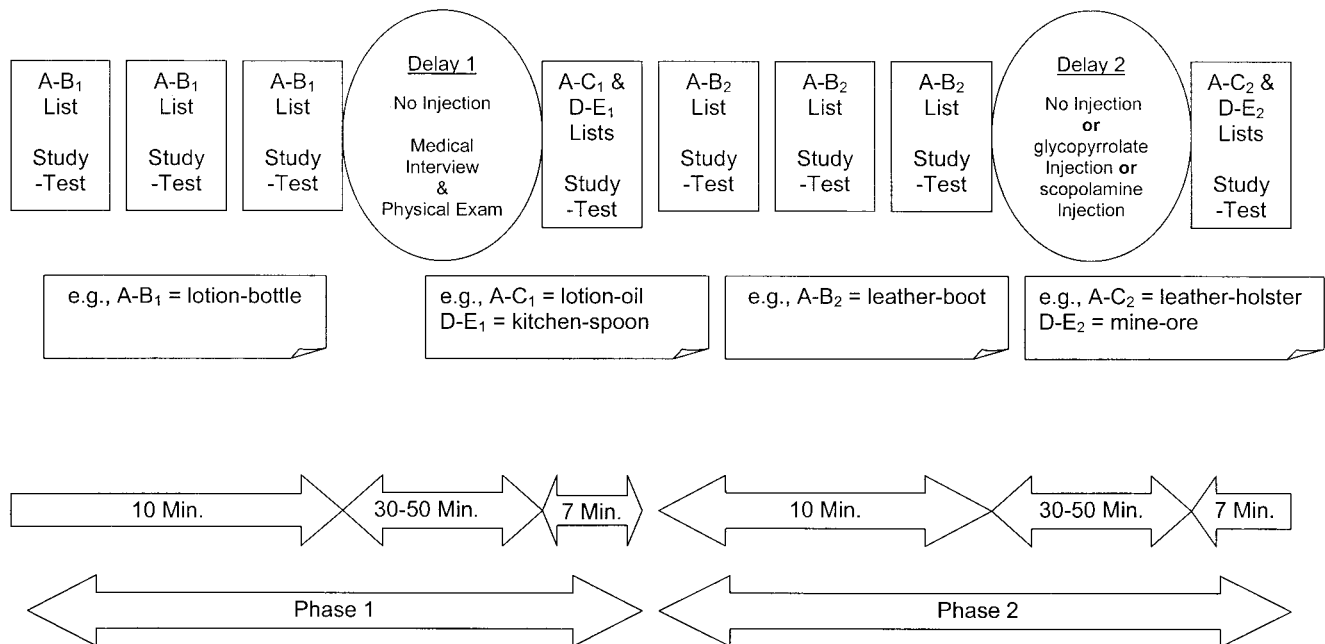 A-B₁
List
Study
-Test
A-B₁
List
Study
-Test
A-B₁
List
Study
-Test
Delay 1
No Injection
Medical
Interview
&
Physical Exam
A-C₁ &
D-E₁
Lists
Study
-Test
A-B₂
List
Study
-Test
A-B₂
List
Study
-Test
A-B₂
List
Study
-Test
Delay 2
No Injection
or
glycopyrrolate
Injection or
scopolamine
Injection
A-C₂ &
D-E₂
Lists
Study
-Test
e.g., A-B₁ = lotion-bottle
e.g., A-C₁ = lotion-oil
D-E₁ = kitchen-spoon
e.g., A-B₂ = leather-boot
e.g., A-C₂ = leather-holster
D-E₂ = mine-ore
10 Min.
30-50 Min.
7 Min.
10 Min.
30-50 Min.
7 Min.
Phase 1
Phase 2